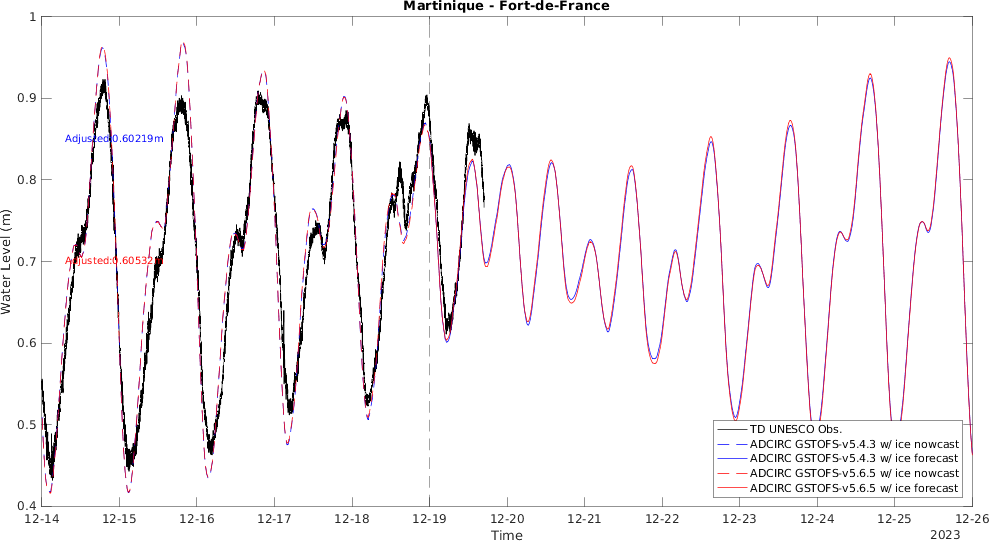 Martinique - Fort-de-France
Water Level (m)
1
0.9
0.8
0.7
0.6
0.5
0.4
Adjusted:0.60219m
Adjusted:0.60532
12-14
12-15
12-16
12-17
12-18
12-19
12-20
12-21
12-22
12-23
12-24
12-25
12-26
Time
2023
TD UNESCO Obs.
ADCIRC GSTOFS-v5.4.3 w/ ice nowcast
ADCIRC GSTOFS-v5.4.3 w/ ice forecast
ADCIRC GSTOFS-v5.6.5 w/ ice nowcast
ADCIRC GSTOFS-v5.6.5 w/ ice forecast